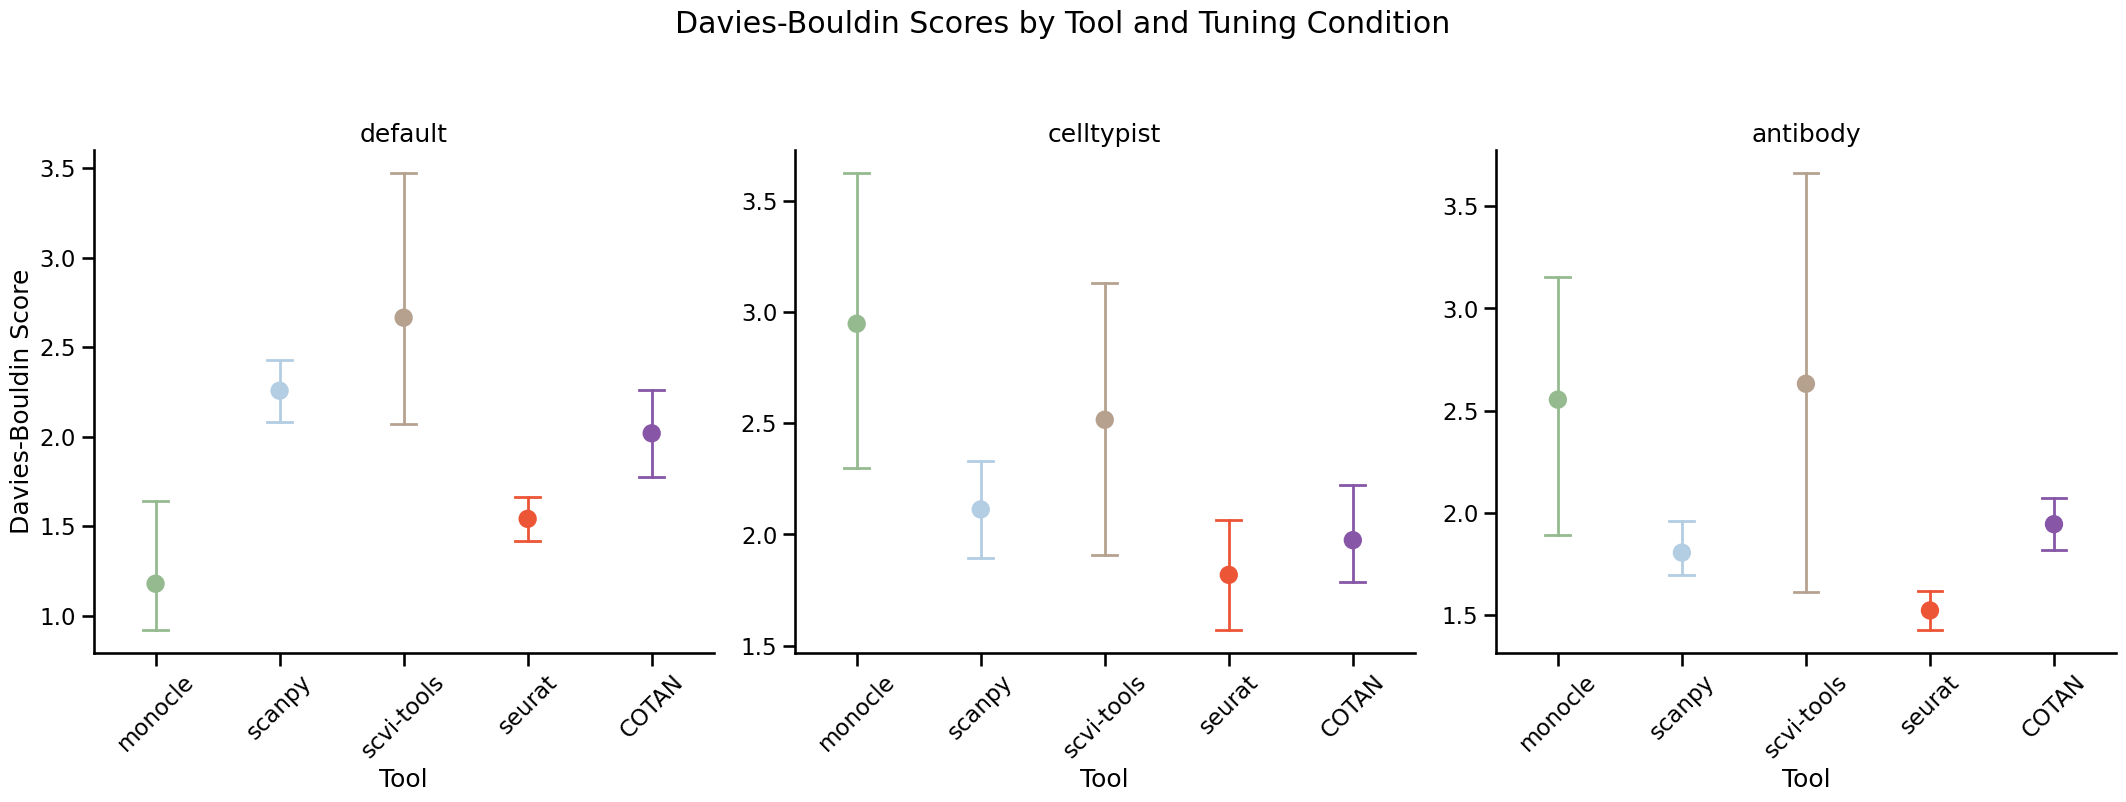 Davies-Bouldin Scores by Tool and Tuning Condition
default
Davies-Bouldin Score
3.5
3.0
2.5
2.0
1.5
1.0
monocle
scanpy
scvi-tools
seurat
COTAN
Tool
celltypist
3.5
3.0
2.5
2.0
1.5
monocle
scanpy
scvi-tools
seurat
COTAN
Tool
antibody
3.5
3.0
2.5
2.0
1.5
monocle
scanpy
scvi-tools
seurat
COTAN
Tool